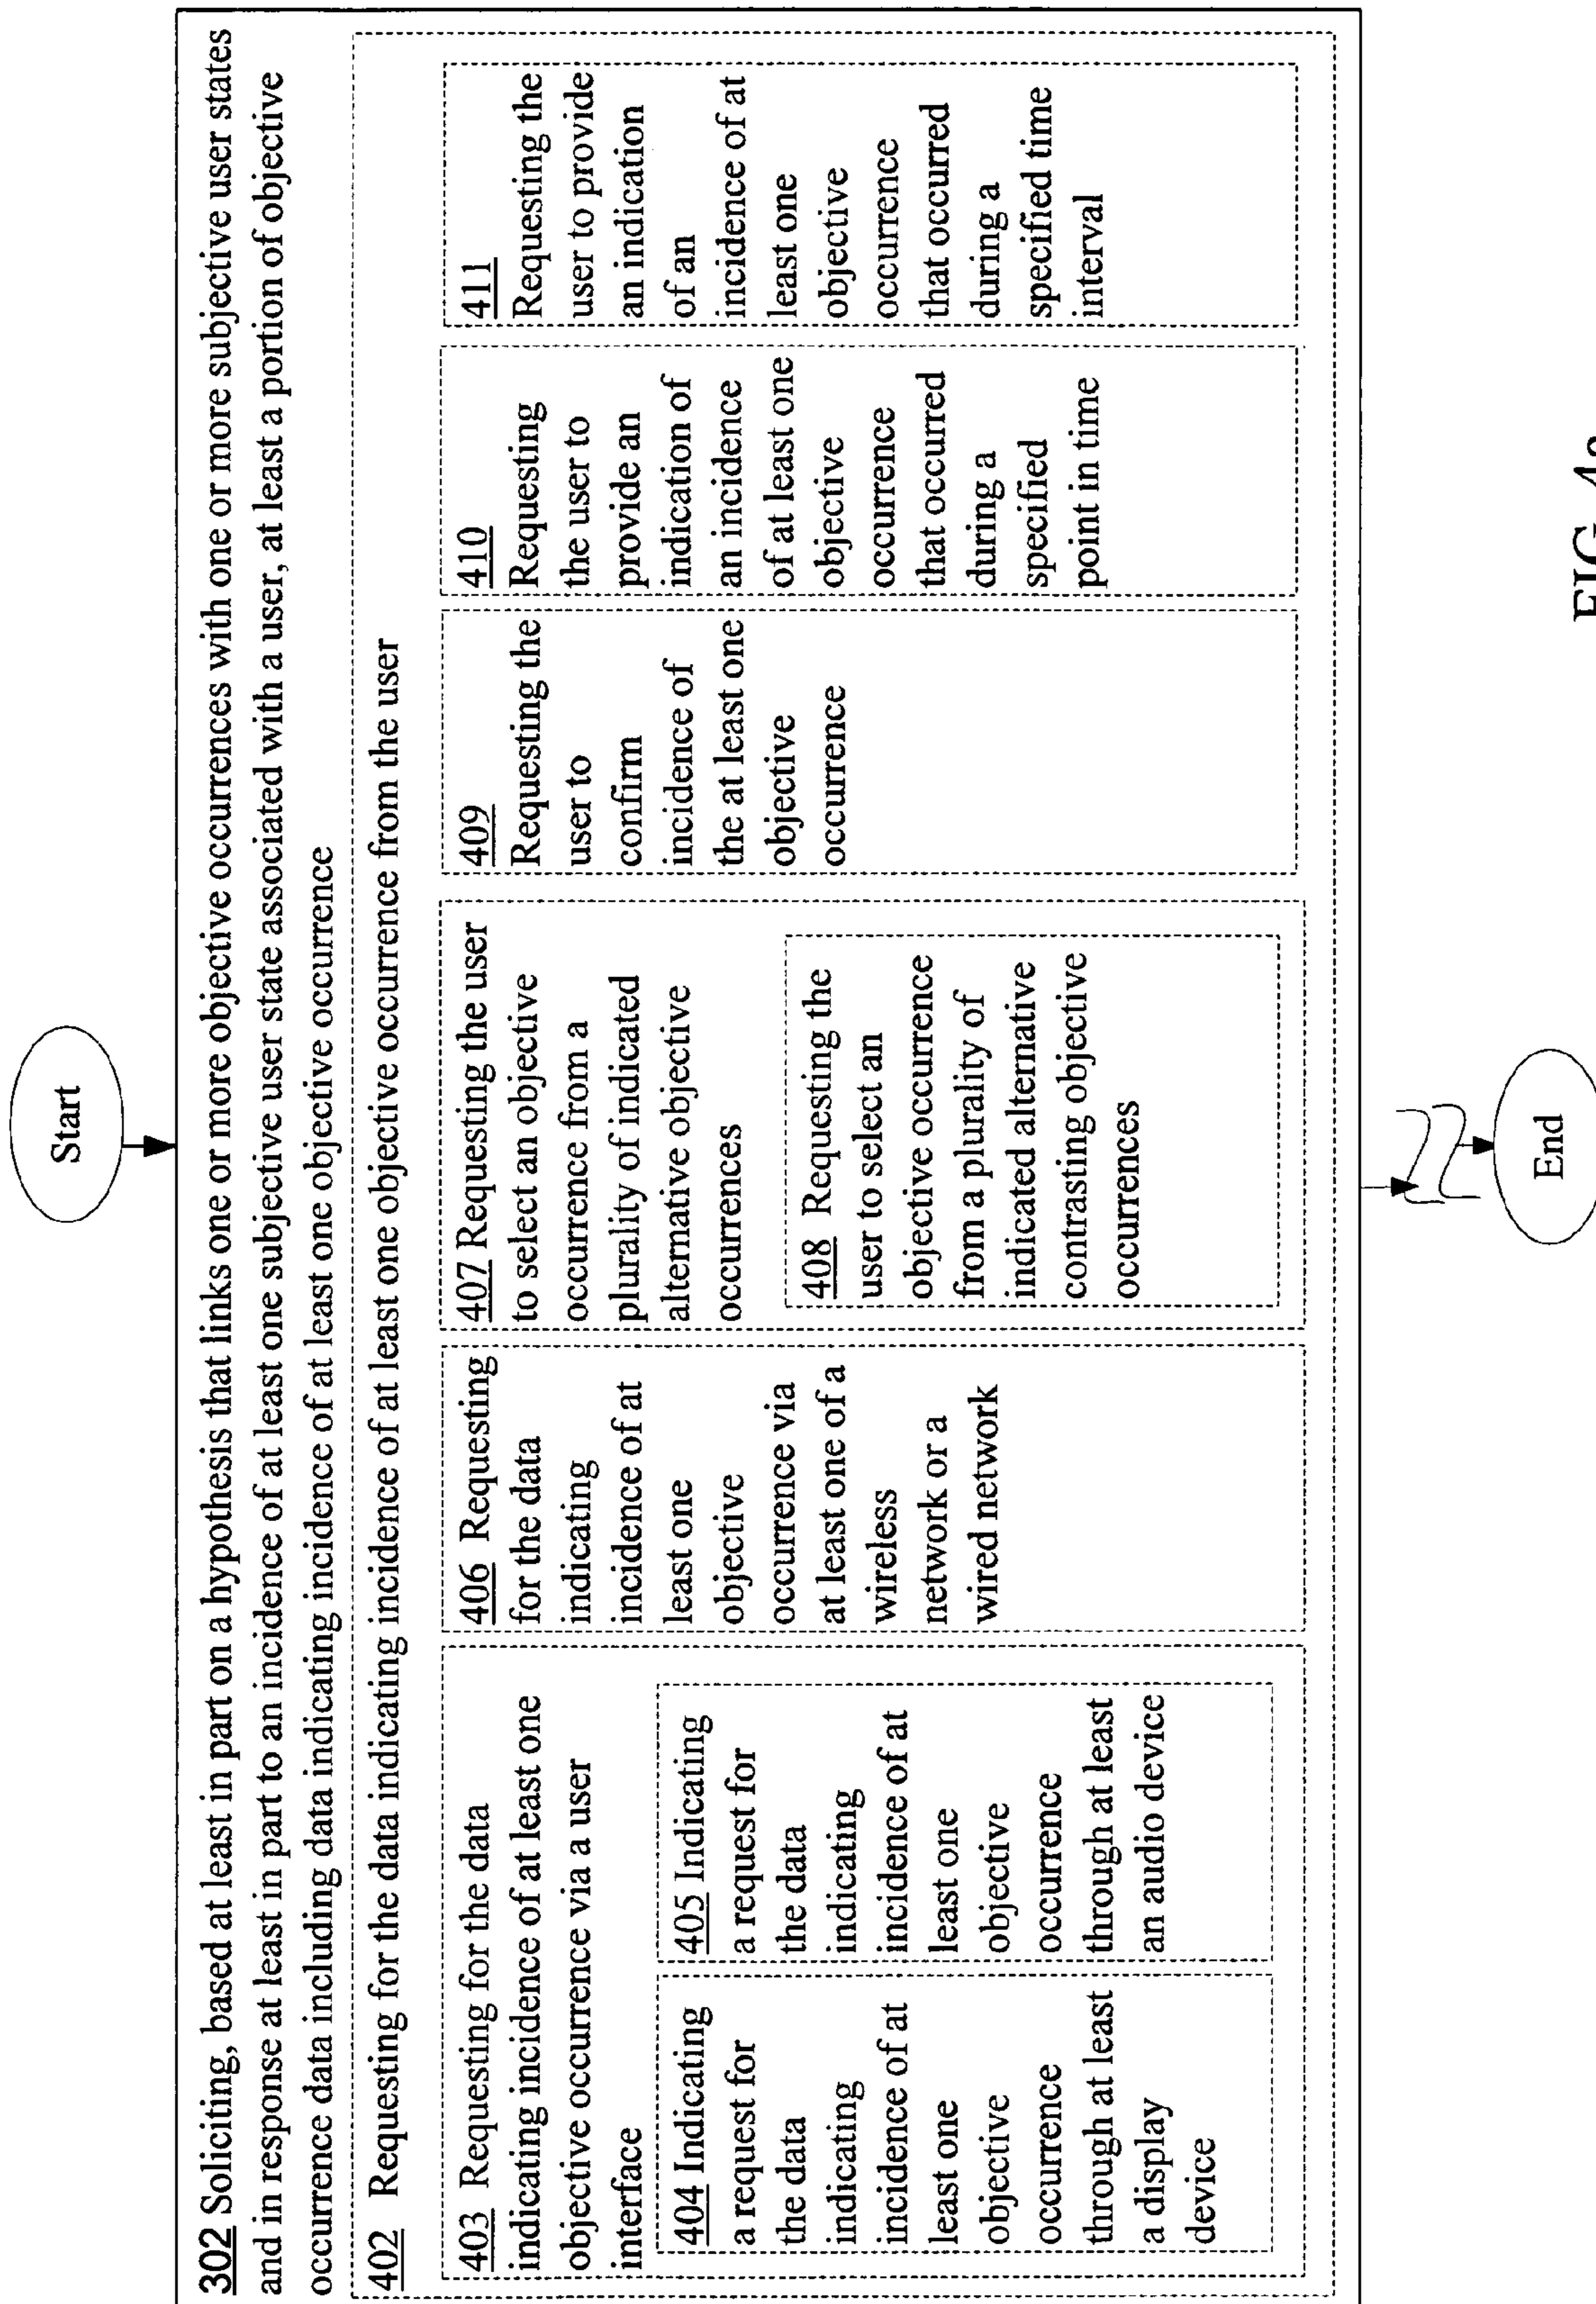 Start
302 Soliciting, based at least in part on a hypothesis that links one or more objective occurrences with one or more subjective user states
and in response at least in part to an incidence of at least one subjective user state associated with a user, at least a portion of objective
occurrence data including data indicating incidence of at least one objective occurrence
402 Requesting for the data indicating incidence of at least one objective occurrence from the user
403 Requesting for the data
indicating incidence of at least one
objective occurrence via a user
interface
404 Indicating
a request for
the data
indicating
incidence of at
least one
objective
occurrence
through at least
a display
device
405 Indicating
a request for
the data
indicating
incidence of at
least one
objective
occurrence
through at least
an audio device
406 Requesting
for the data
indicating
incidence of at
least one
objective
occurrence via
at least one of a
wireless
network or a
wired network
407 Requesting the user
to select an objective
occurrence from a
plurality of indicated
alternative objective
occurrences
408 Requesting the
user to select an
objective occurrence
from a plurality of
indicated alternative
contrasting objective
occurrences
409
Requesting the
user to
confirm
incidence of
the at least one
objective
occurrence
410
Requesting
the user to
provide an
indication of
an incidence
of at least one
objective
occurrence
that occurred
during a
specified
point in time
411
Requesting the
user to provide
an indication
of an
incidence of at
least one
objective
occurrence
that occurred
during a
specified time
interval
End
FIG. 4a